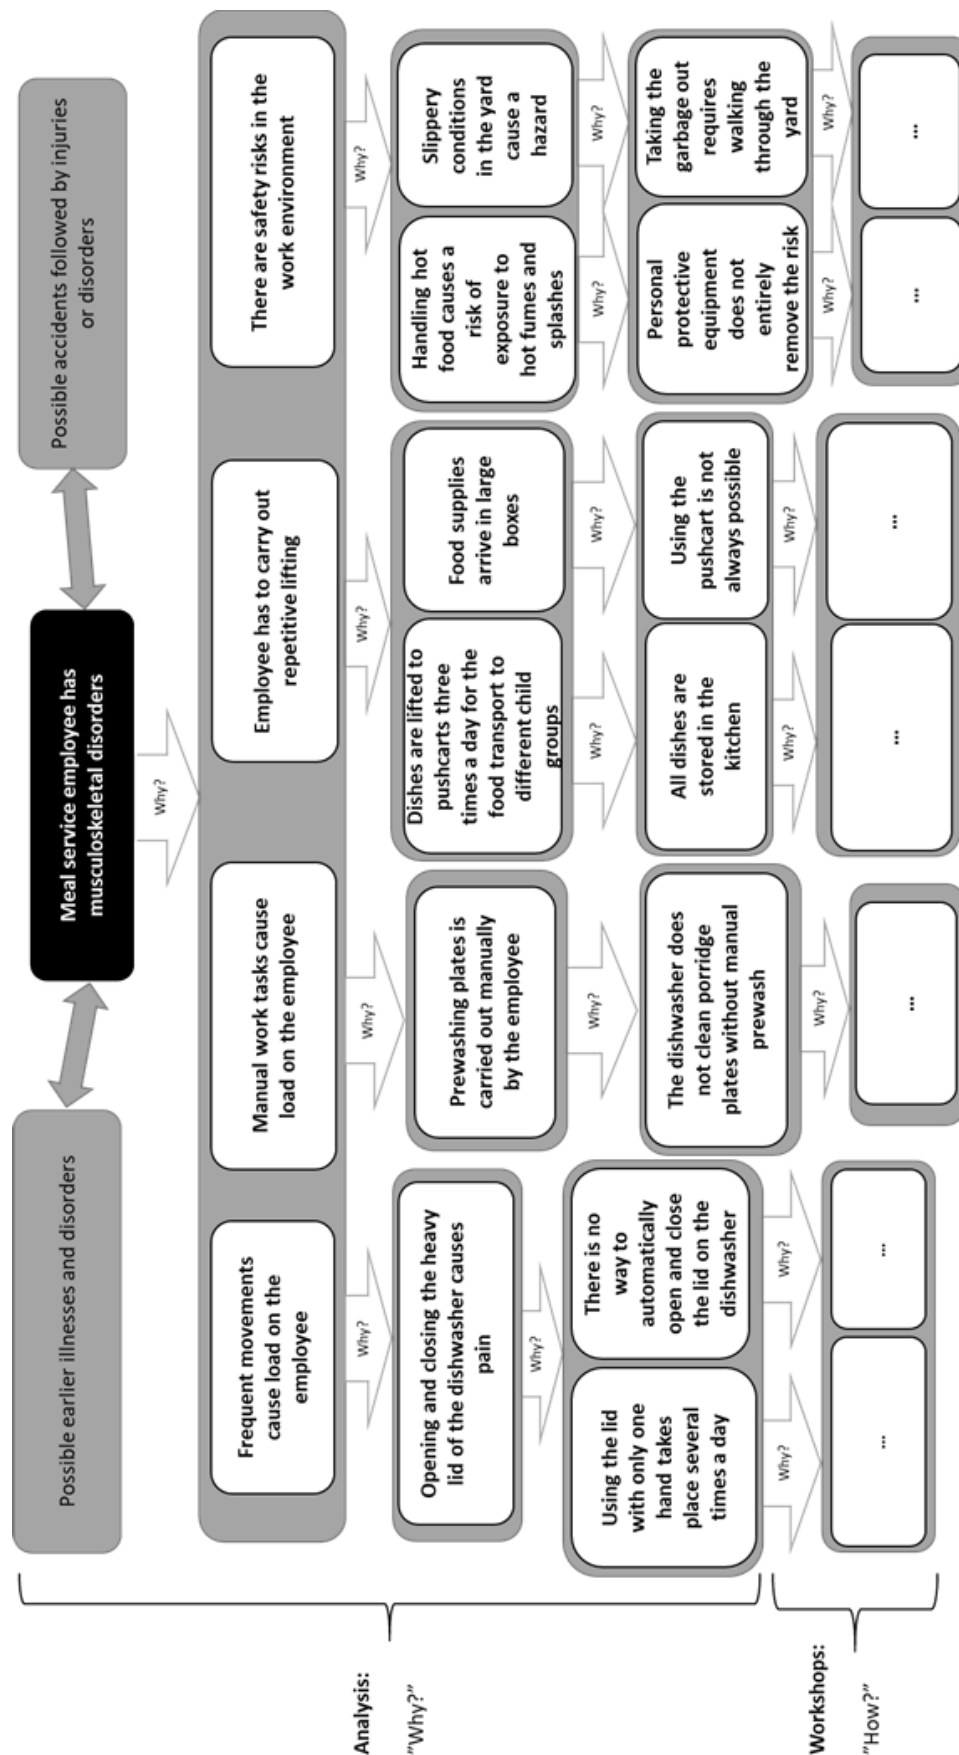 Possible earlier illnesses and disorders
Meal service employee has
musculoskeletal disorders
Possible accidents followed by injuries
or disorders
Why?
Frequent movements
cause load on the
employee
Manual work tasks cause
load on the employee
Employee has to carry out
repetitive lifting
There are safety risks in the
work environment
Why?
Why?
Why?
Why?
Opening and closing the heavy
lid of the dishwasher causes
pain
Prewashing plates is
carried out manually
by the employee
Dishes are lifted to
pushcarts three
times a day for the
food transport to
different child
groups
Food supplies
arrive in large
boxes
Handling hot
food causes a
risk of
exposure to
hot fumes and
splashes
Slippery
conditions
in the yard
cause a
hazard
Why?
Why?
Why?
Why?
Why?
Why?
Using the lid
with only one
hand takes
place several
times a day
There is no
way to
automatically
open and close
the lid on the
dishwasher
The dishwasher does
not clean porridge
plates without manual
prewash
All dishes are
stored in the
kitchen
Using the
pushcart is not
always possible
Personal
protective
equipment
does not
entirely
remove the risk
Taking the
garbage out
requires
walking
through the
yard
Why?
Why?
Why?
Why?
Why?
Why?
Why?
...
...
...
...
...
...
...
Analysis:
”Why?”
Workshops:
”How?”